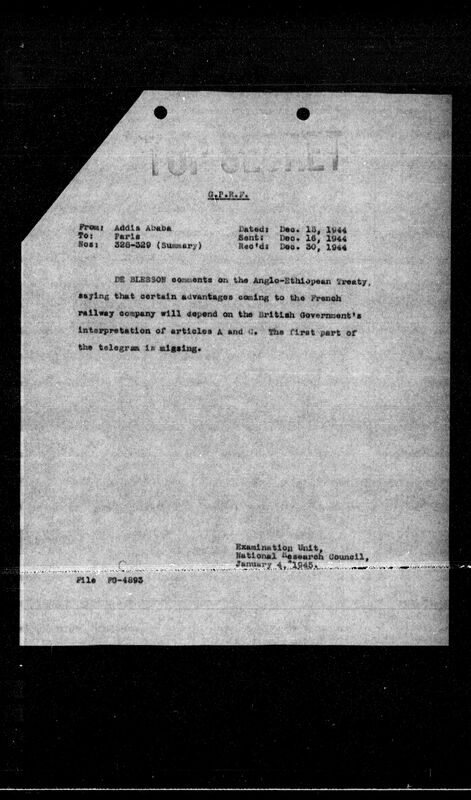 TOP SECRET
G.P.R.F.
From: Addis Ababa
To: Paris
Nos: 328-329 (Summary)
Dated: Dec. 13, 1944
Sent: Dec. 16, 1944
Rec'd: Dec. 30, 1944
DE BLESSON comments on the Anglo-Ethiopean Treaty,
saying that certain advantages coming to the French
railway company will depend on the British Government's
interpretation of articles A and C. The first part of
the telegram is missing.
Examination Unit,
National Research Council,
January 4, 1945.
File FG-4893